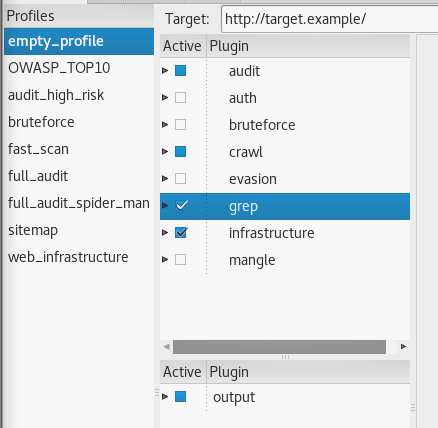 Profiles
empty_profile
OWASP_TOP10
audit_high_risk
bruteforce
fast_scan
full_audit
full_audit_spider_man
sitemap
web_infrastructure
Target: http://target.example/
Active Plugin
audit
auth
bruteforce
crawl
evasion
grep
infrastructure
mangle
Active Plugin
output